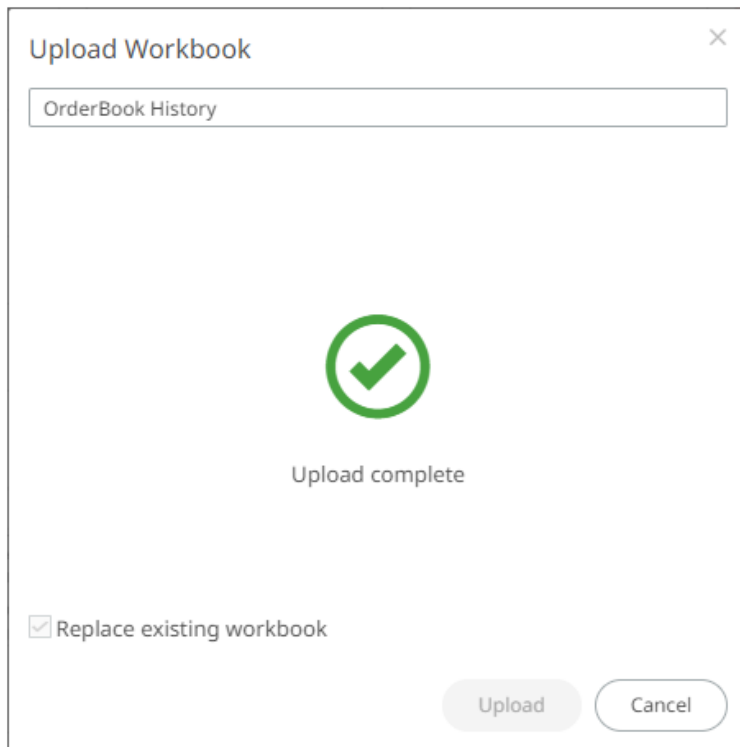 Upload Workbook
OrderBook History
Upload complete
Replace existing workbook
Upload
Cancel